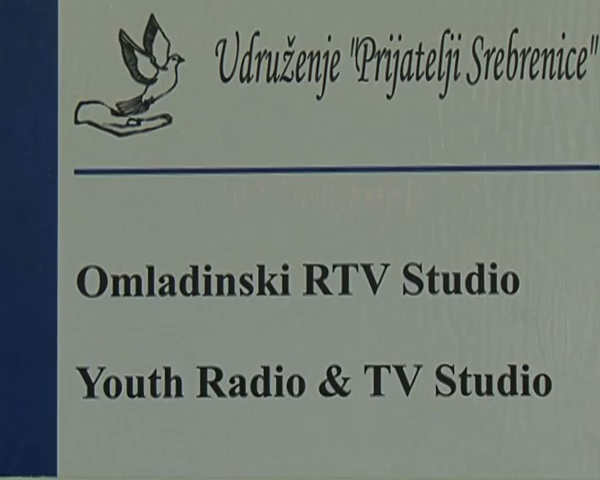 Udruženje "Prijatelji Srebrenice"
Omladinski RTV Studio
Youth Radio & TV Studio